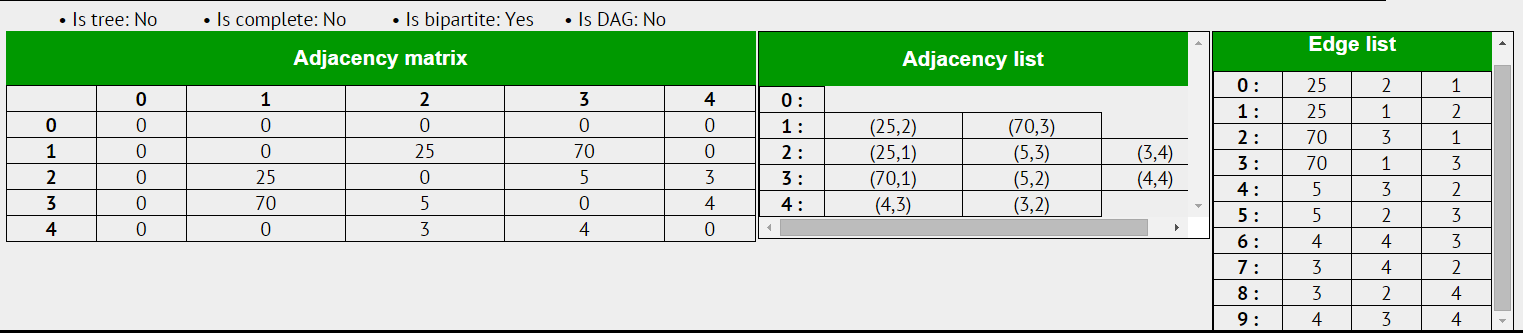 • Is tree: No • Is complete: No • Is bipartite: Yes • Is DAG: No
Adjacency matrix
0 1 2 3 4
0 0 0 0 0 0
1 0 0 25 70 0
2 0 25 0 5 3
3 0 70 5 0 4
4 0 0 3 4 0
Adjacency list
0 :
1 : (25,2) (70,3)
2 : (25,1) (5,3) (3,4)
3 : (70,1) (5,2) (4,4)
4 : (4,3) (3,2)
Edge list
0 : 25 2 1
1 : 25 1 2
2 : 70 3 1
3 : 70 1 3
4 : 5 3 2
5 : 5 2 3
6 : 4 4 3
7 : 3 4 2
8 : 3 2 4
9 : 4 3 4